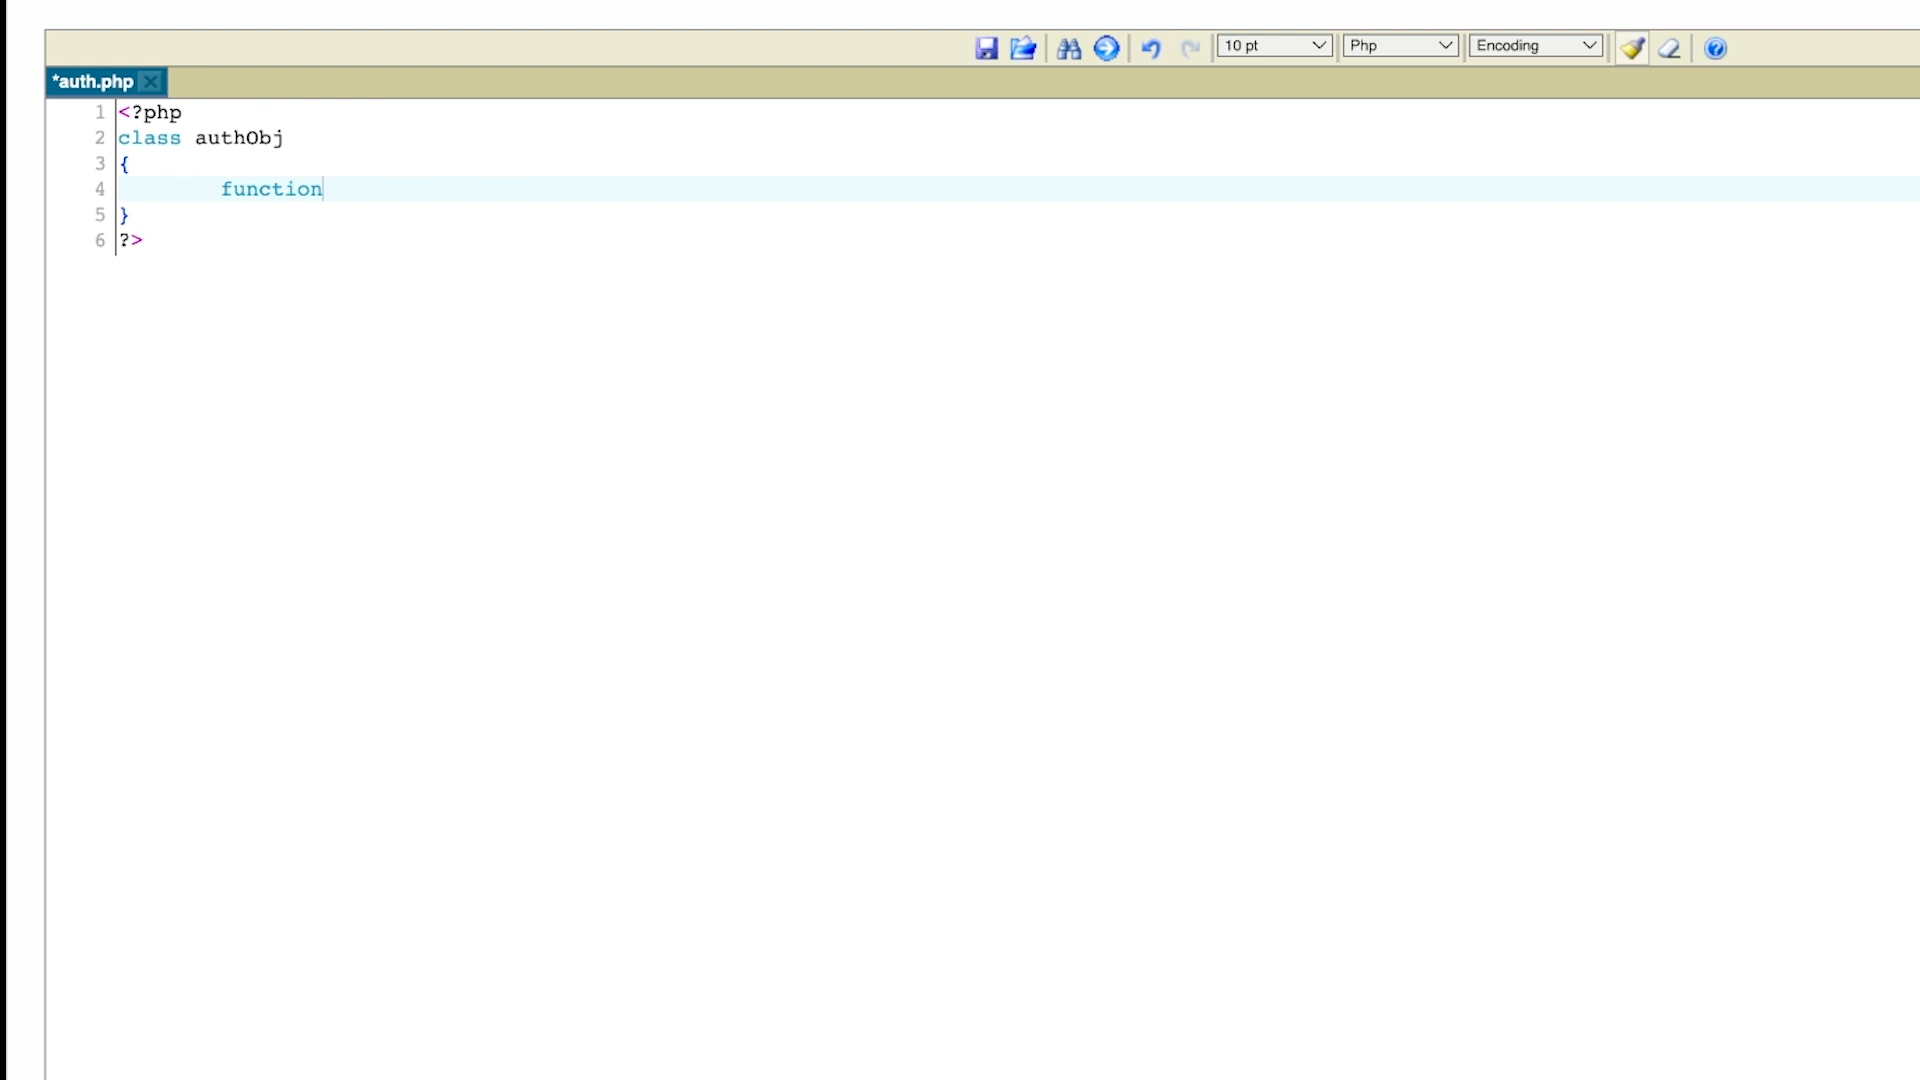 10 pt Php Encoding
*auth.php
1 <?php
2 class authObj
3 {
4 function
5 }
6 ?>